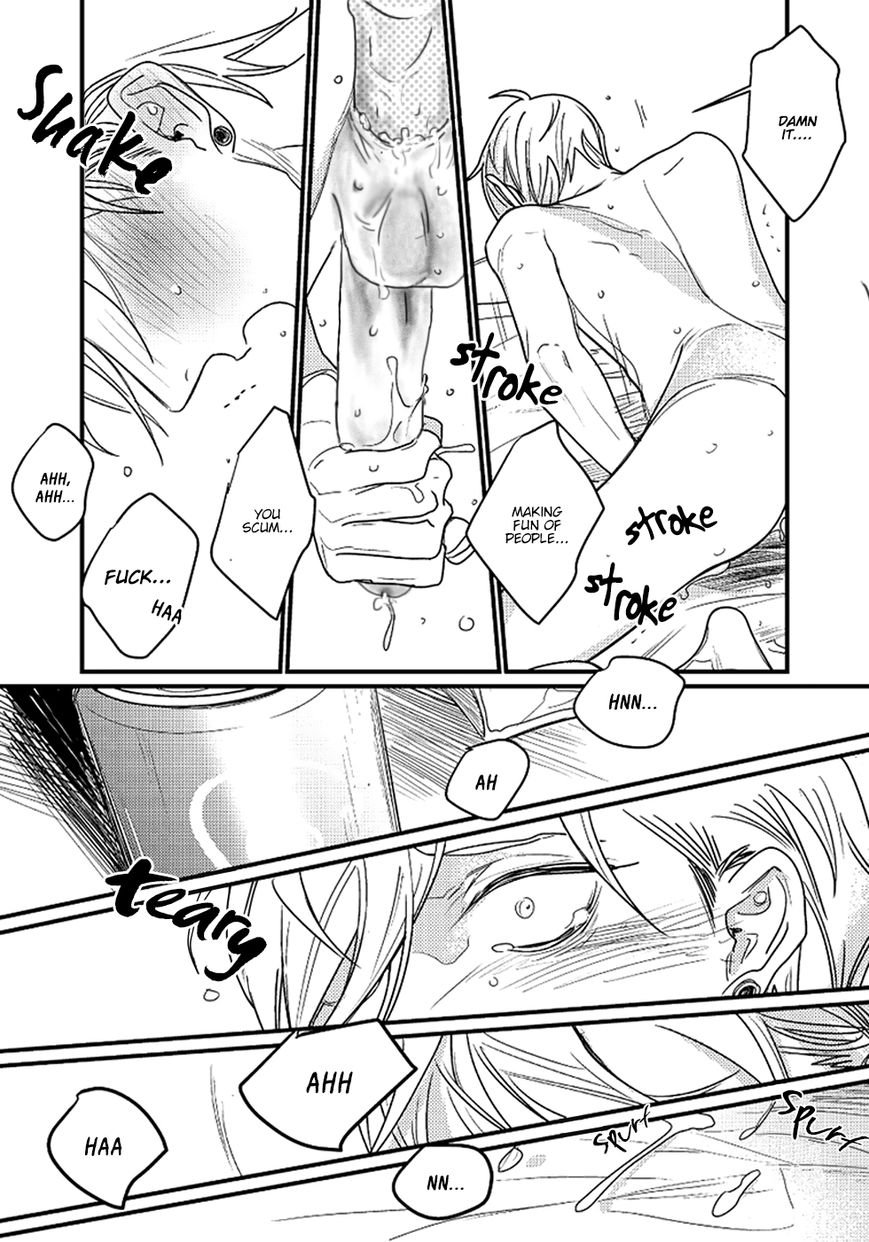 DAMN
IT....
stroke
MAKING
FUN OF
PEOPLE...
stroke
stroke
YOU
SCUM...
Shake
AHH,
AHH...
FUCK...
HAA
HNN...
AH
teary
AHH
HAA
spurt
spurt
NN...